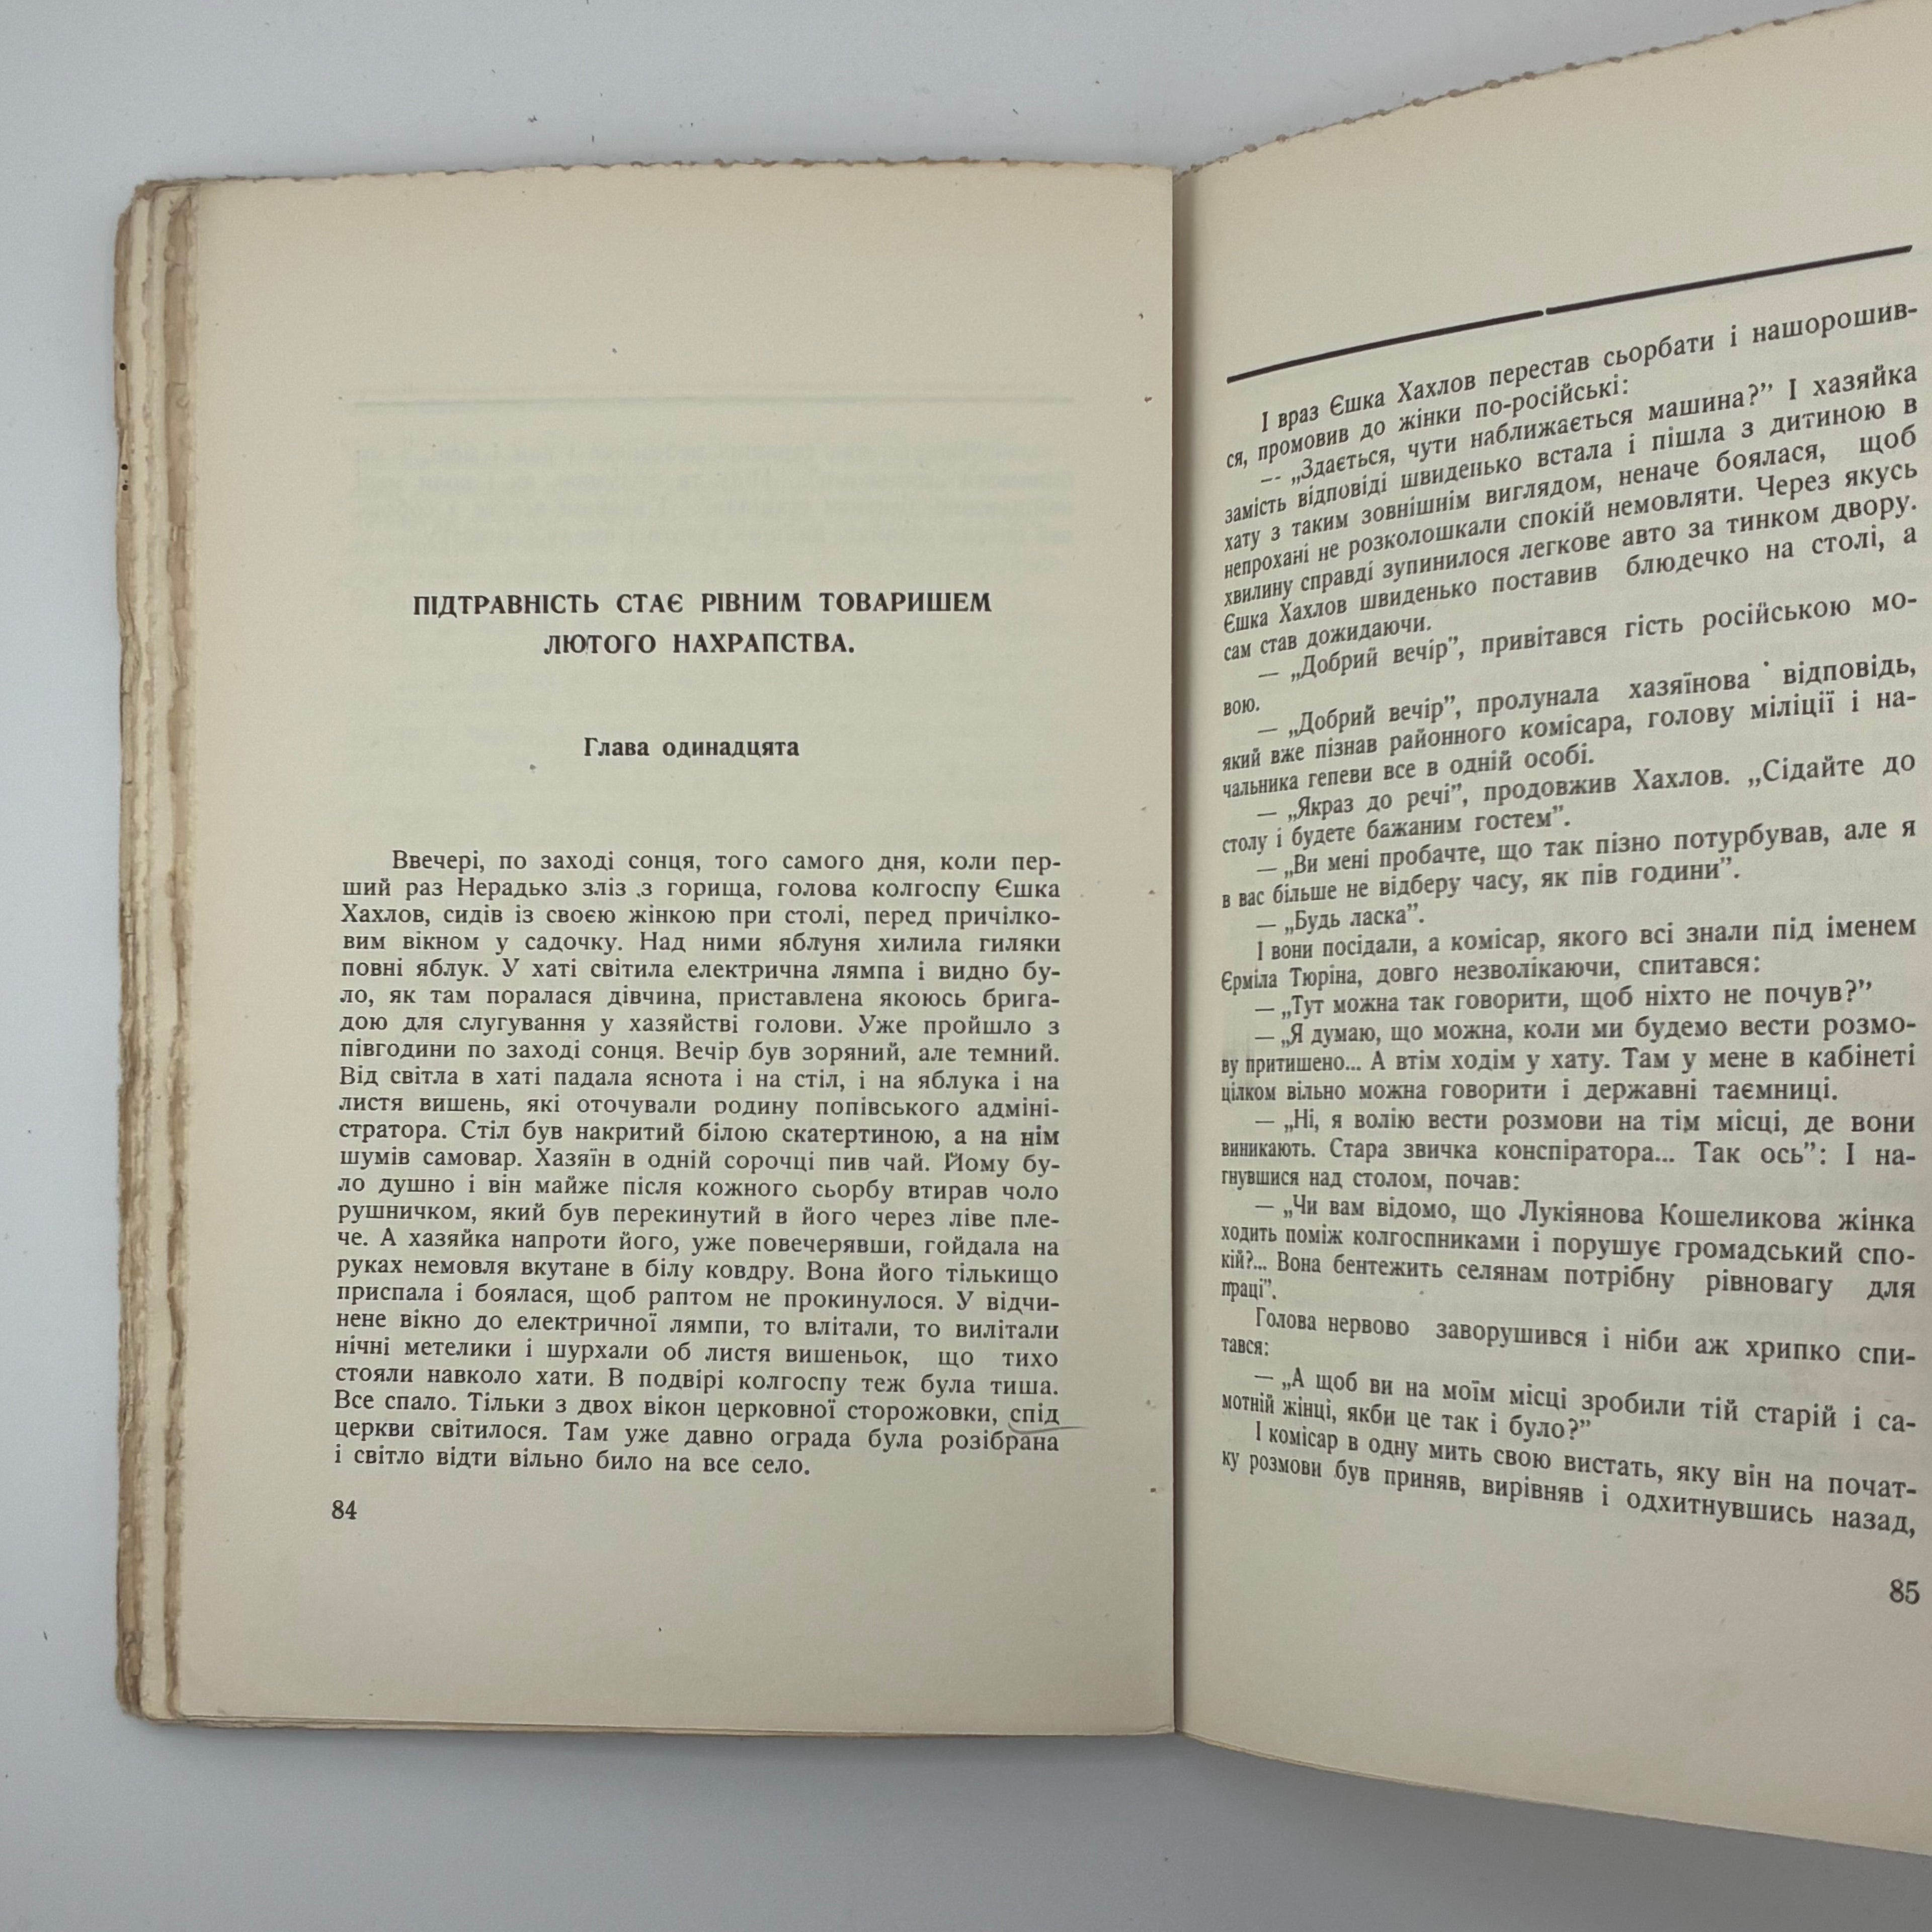 ПІДТРАВНІСТЬ СТАЄ РІВНИМ ТОВАРИШЕМ
ЛЮТОГО НАХРАПСТВА.
Глава одинадцята
Ввечері, по заході сонця, того самого дня, коли пер-
ший раз Нерадько зліз з горища, голова колгоспу Єшка
Хахлов, сидів із своєю жінкою при столі, перед причілко-
вим вікном у садочку. Над ними яблуня хилила гиляки
повні яблук. У хаті світила електрична лямпа і видно бу-
ло, як там поралася дівчина, приставлена якоюсь брига-
дою для слугування у хазяйстві голови. Уже пройшло з
півгодини по заході сонця. Вечір був зоряний, але темний.
Від світла в хаті падала яснота і на стіл, і на яблука і на
листя вишень, які оточували родину попівського адміні-
стратора. Стіл був накритий білою скатертиною, а на нім
шумів самовар. Хазяїн в одній сорочці пив чай. Йому бу-
ло душно і він майже після кожного сьорбу втирав чоло
рушничком, який був перекинутий в його через ліве пле-
че. А хазяйка напроти його, уже повечерявши, гойдала на
руках немовля вкутане в білу ковдру. Вона його тількищо
приспала і боялася, щоб раптом не прокинулося. У відчи-
нене вікно до електричної лямпи, то влітали, то вилітали
нічні метелики і шурхали об листя вишеньок, що тихо
стояли навколо хати. В подвірі колгоспу теж була тиша.
Все спало. Тільки з двох вікон церковної сторожовки, спід
церкви світилося. Там уже давно ограда була розібрана
і світло відти вільно било на все село.
84
І враз Єшка Хахлов перестав сьорбати і нашорошив-
ся, промовив до жінки по-російські:
-- „Здається, чути наближається машина?” І хазяйка
замість відповіді швиденько встала і пішла з дитиною в
хату з таким зовнішнім виглядом, неначе боялася, щоб
непрохані не розколошкали спокій немовляти. Через якусь
хвилину справді зупинилося легкове авто за тинком двору.
Єшка Хахлов швиденько поставив блюдечко на столі, а
сам став дожидаючи.
— „Добрий вечір”, привітався гість російською мо-
вою.
— „Добрий вечір”, пролунала хазяїнова відповідь,
який вже пізнав районного комісара, голову міліції і на-
чальника гепеви все в одній особі.
— „Якраз до речі”, продовжив Хахлов. „Сідайте до
столу і будете бажаним гостем”.
— „Ви мені пробачте, що так пізно потурбував, але я
в вас більше не відберу часу, як пів години”.
— „Будь ласка”.
І вони посідали, а комісар, якого всі знали під іменем
Єрміла Тюріна, довго незволікаючи, спитався:
— „Тут можна так говорити, щоб ніхто не почув?”
— „Я думаю, що можна, коли ми будемо вести розмо-
ву притишено... А втім ходім у хату. Там у мене в кабінеті
цілком вільно можна говорити і державні таємниці.
— „Ні, я волію вести розмови на тім місці, де вони
виникають. Стара звичка конспіратора... Так ось”: І на-
гнувшися над столом, почав:
— „Чи вам відомо, що Лукіянова Кошеликова жінка
ходить поміж колгоспниками і порушує громадський спо-
кій?... Вона бентежить селянам потрібну рівновагу для
праці”.
Голова нервово заворушився і ніби аж хрипко спи-
тався:
— „А щоб ви на моїм місці зробили тій старій і са-
мотній жінці, якби це так і було?”
І комісар в одну мить свою вистать, яку він на почат-
ку розмови був приняв, вирівняв і одхитнувшись назад,
85